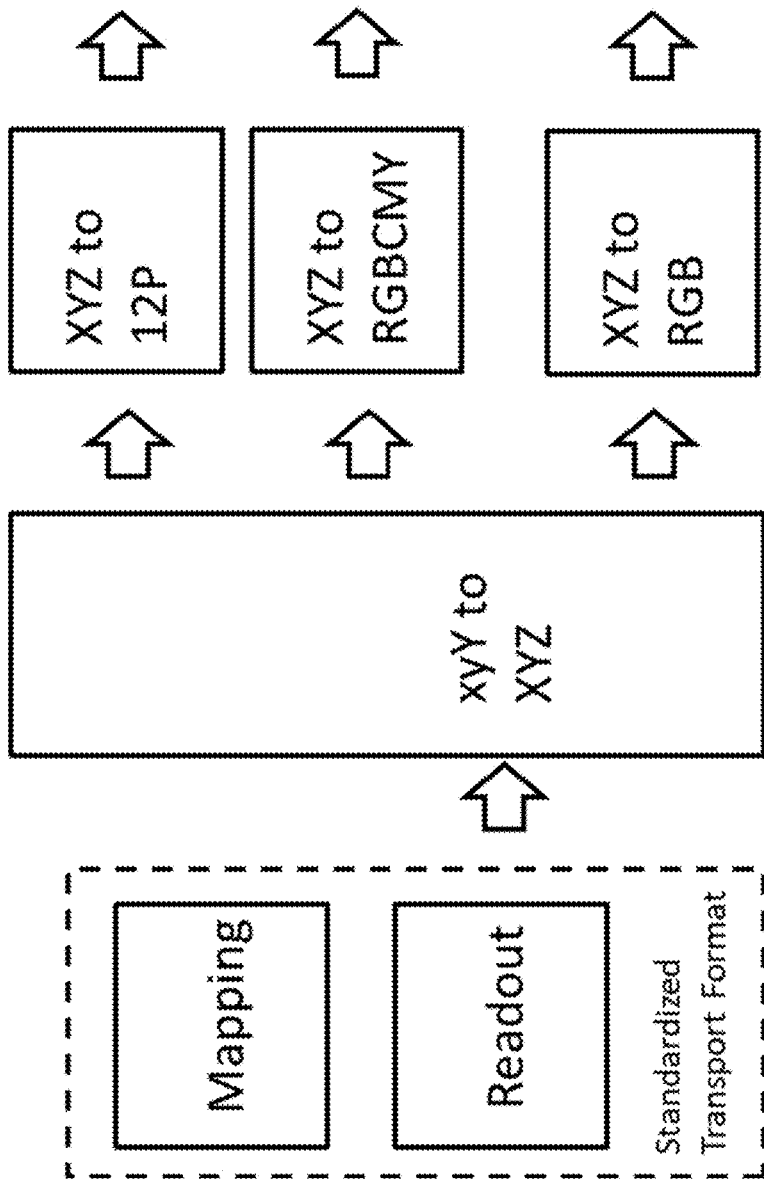 Mapping
Readout
Standardized
Transport Format
xyY to
XYZ
XYZ to
12P
XYZ to
RGBCMY
XYZ to
RGB